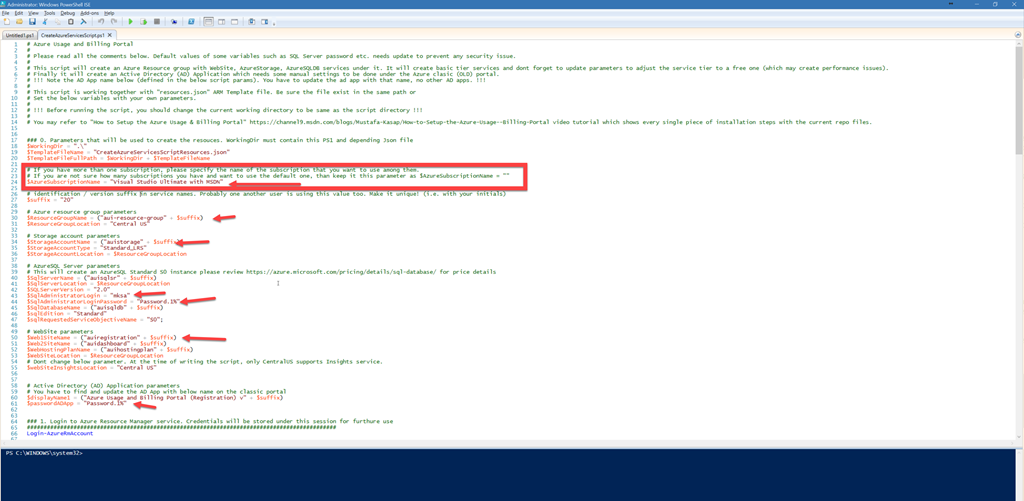 Administrator: Windows PowerShell ISE
File Edit View Tools Debug Add-ons Help
Untitled1.ps1 CreateAzureServicesScript.ps1 X
1 # Azure Usage and Billing Portal
2 #
3 # Please read all the comments below. Default values of some variables such as SQL Server password etc. needs update to prevent any security issue.
4 #
5 # This script will create an Azure Resource group with WebSite, AzureStorage, AzureSQLDB services under it. It will create basic tier services and dont forget to update parameters to adjust the service tier to a free one (which may create performance issues).
6 # Finally it will create an Active Directory (AD) Application which needs some manual settings to be done under the Azure clasic (OLD) portal.
7 # !!! Note the AD App name below (defined in the below script params). You have to update the ad app with that name, no other AD apps. !!!
8 #
9 # This script is working together with "resources.json" ARM Template file. Be sure the file exist in the same path or
10 # Set the below variables with your own parameters.
11 #
12 # !!! Before running the script, you should change the current working directory to be same as the script directory !!!
13 #
14 # You may refer to "How to Setup the Azure Usage & Billing Portal" https://channel9.msdn.com/blogs/Mustafa-Kasap/How-to-Setup-the-Azure-Usage--Billing-Portal video tutorial which shows every single piece of installation steps with the current repo files.
15
16
17 ### 0. Parameters that will be used to create the resouces. WorkingDir must contain this PS1 and depending Json file
18 $WorkingDir = ".\"
19 $TemplateFileName = "CreateAzureServicesScriptResources.json"
20 $TemplateFileFullPath = $WorkingDir + $TemplateFileName
21
22 # If you have more than one subscription, please specify the name of the subscription that you want to use among them.
23 # If you are not sure how many subscriptions you have and want to use the default one, than keep it this parameter as $AzureSubscriptionName = ""
24 $AzureSubscriptionName = "Visual Studio Ultimate with MSDN"
25
26 # identification / version suffix in service names. Probably one another user is using this value too. Make it unique! (i.e. with your initials)
27 $suffix = "20"
28
29 # Azure resource group parameters
30 $ResourceGroupName = ("aui-resource-group" + $suffix)
31 $ResourceGroupLocation = "Central US"
32
33 # Storage account parameters
34 $StorageAccountName = ("auistorage" + $suffix
35 $StorageAccountType = "Standard_LRS"
36 $StorageAccountLocation = $ResourceGroupLocation
37
38 # AzureSQL Server parameters
39 # This will create an AzureSQL Standard S0 instance please review https://azure.microsoft.com/pricing/details/sql-database/ for price details
40 $SqlServerName = ("auisqlsr" + $suffix)
41 $SqlServerLocation = $ResourceGroupLocation
42 $SQLServerVersion = "2.0"
43 $SqlAdministratorLogin = "mksa"
44 $SqlAdministratorLoginPassword = "Password.1%"
45 $SqlDatabaseName = ("auisqldb" + $suffix)
46 $sqlEdition = "Standard"
47 $sqlRequestedServiceObjectiveName = "S0";
48
49 # WebSite parameters
50 $Web1SiteName = ("auiregistration" + $suffix)
51 $Web2SiteName = ("auidashboard" + $suffix)
52 $WebHostingPlanName = ("auihostingplan" + $suffix)
53 $WebSiteLocation = $ResourceGroupLocation
54 # Dont change below parameter. At the time of writing the script, only CentralUS supports Insights service.
55 $WebSiteInsightsLocation = "Central US"
56
57
58 # Active Directory (AD) Application parameters
59 # You have to find and update the AD App with below name on the classic portal
60 $displayName1 = ("Azure Usage and Billing Portal (Registration) v" + $suffix)
61 $passwordADApp = "Password.1%"
62
63
64 ### 1. Login to Azure Resource Manager service. Credentials will be stored under this session for furthure use
65 ################################################################################
66 Login-AzureRmAccount
PS C:\WINDOWS\system32>